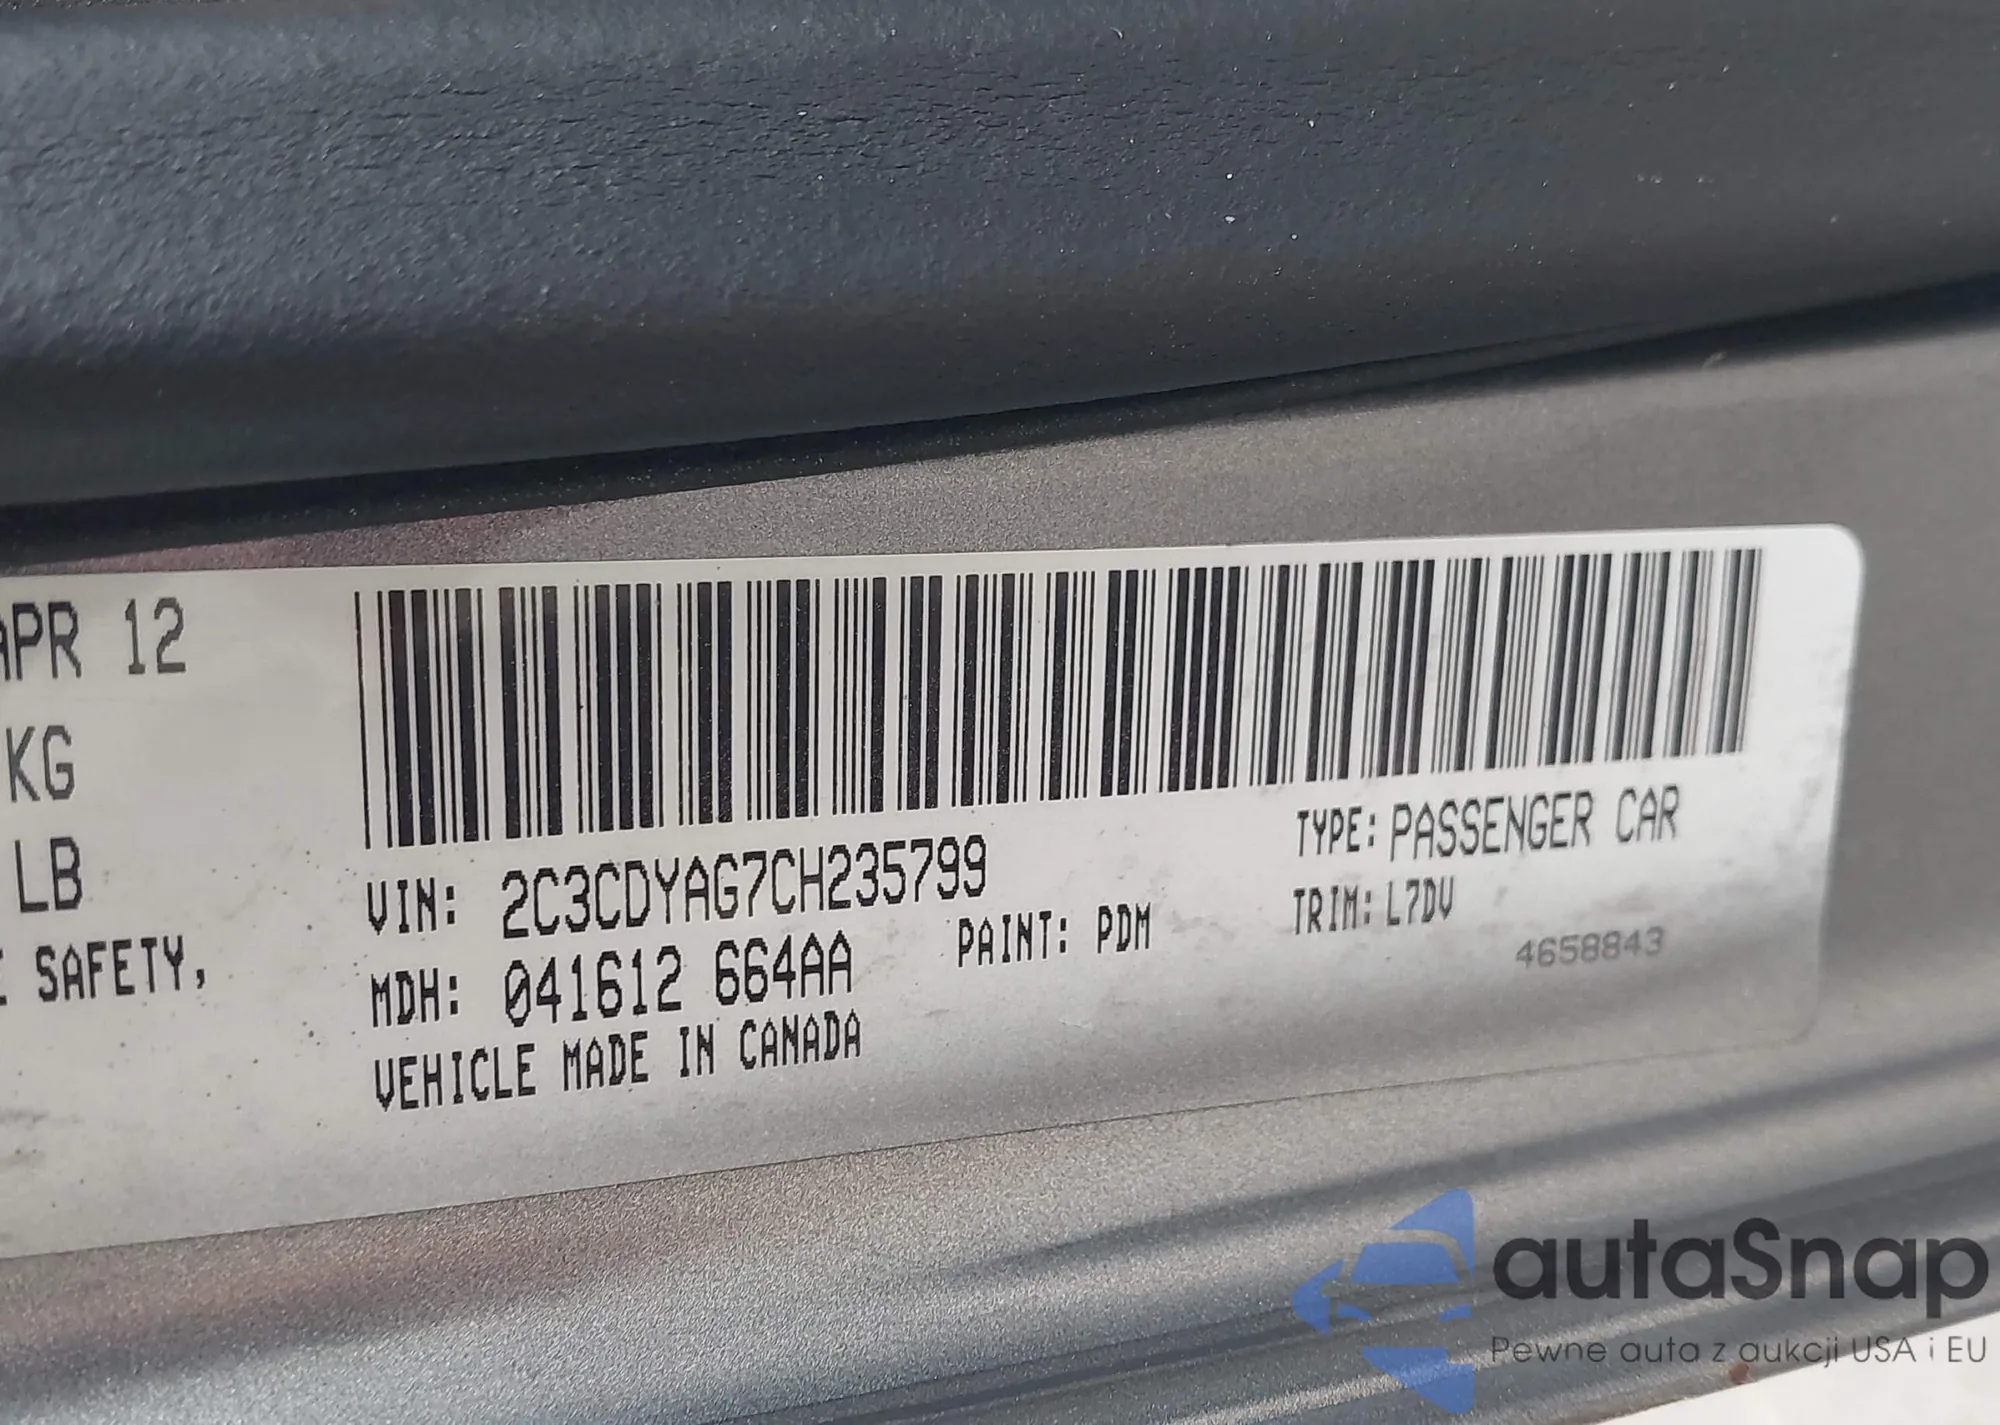 APR 12
KG
LB
E SAFETY,
VIN: 2C3CDYAG7CH235799
MDH: 041612 664AA
PAINT: PDM
VEHICLE MADE IN CANADA
TYPE: PASSENGER CAR
TRIM: L7DV
4658843
autaSnap
Pewne auta z aukcji USA i EU